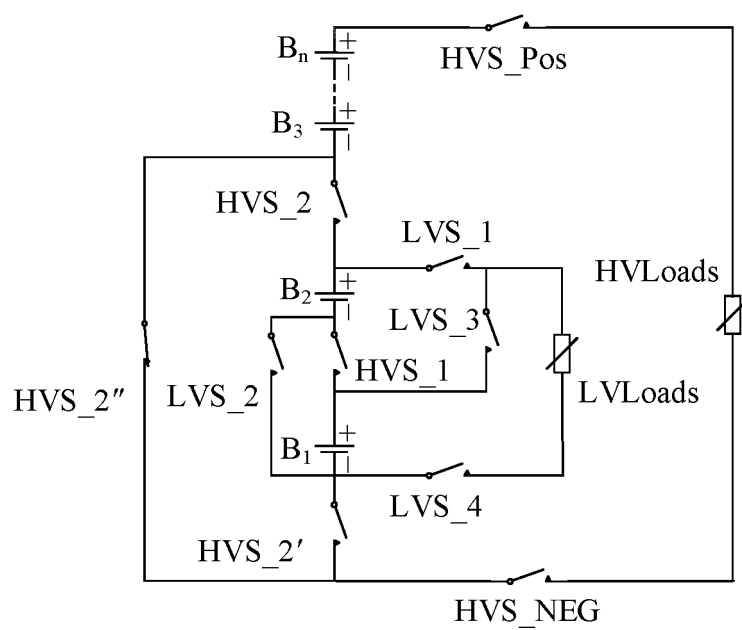 Bn
+
−
HVS_Pos
B3
+
−
HVS_2
LVS_1
HVLoads
B2
+
−
LVS_3
HVS_1
LVS_2
LVLoads
HVS_2″
B1
+
−
LVS_4
HVS_2′
HVS_NEG